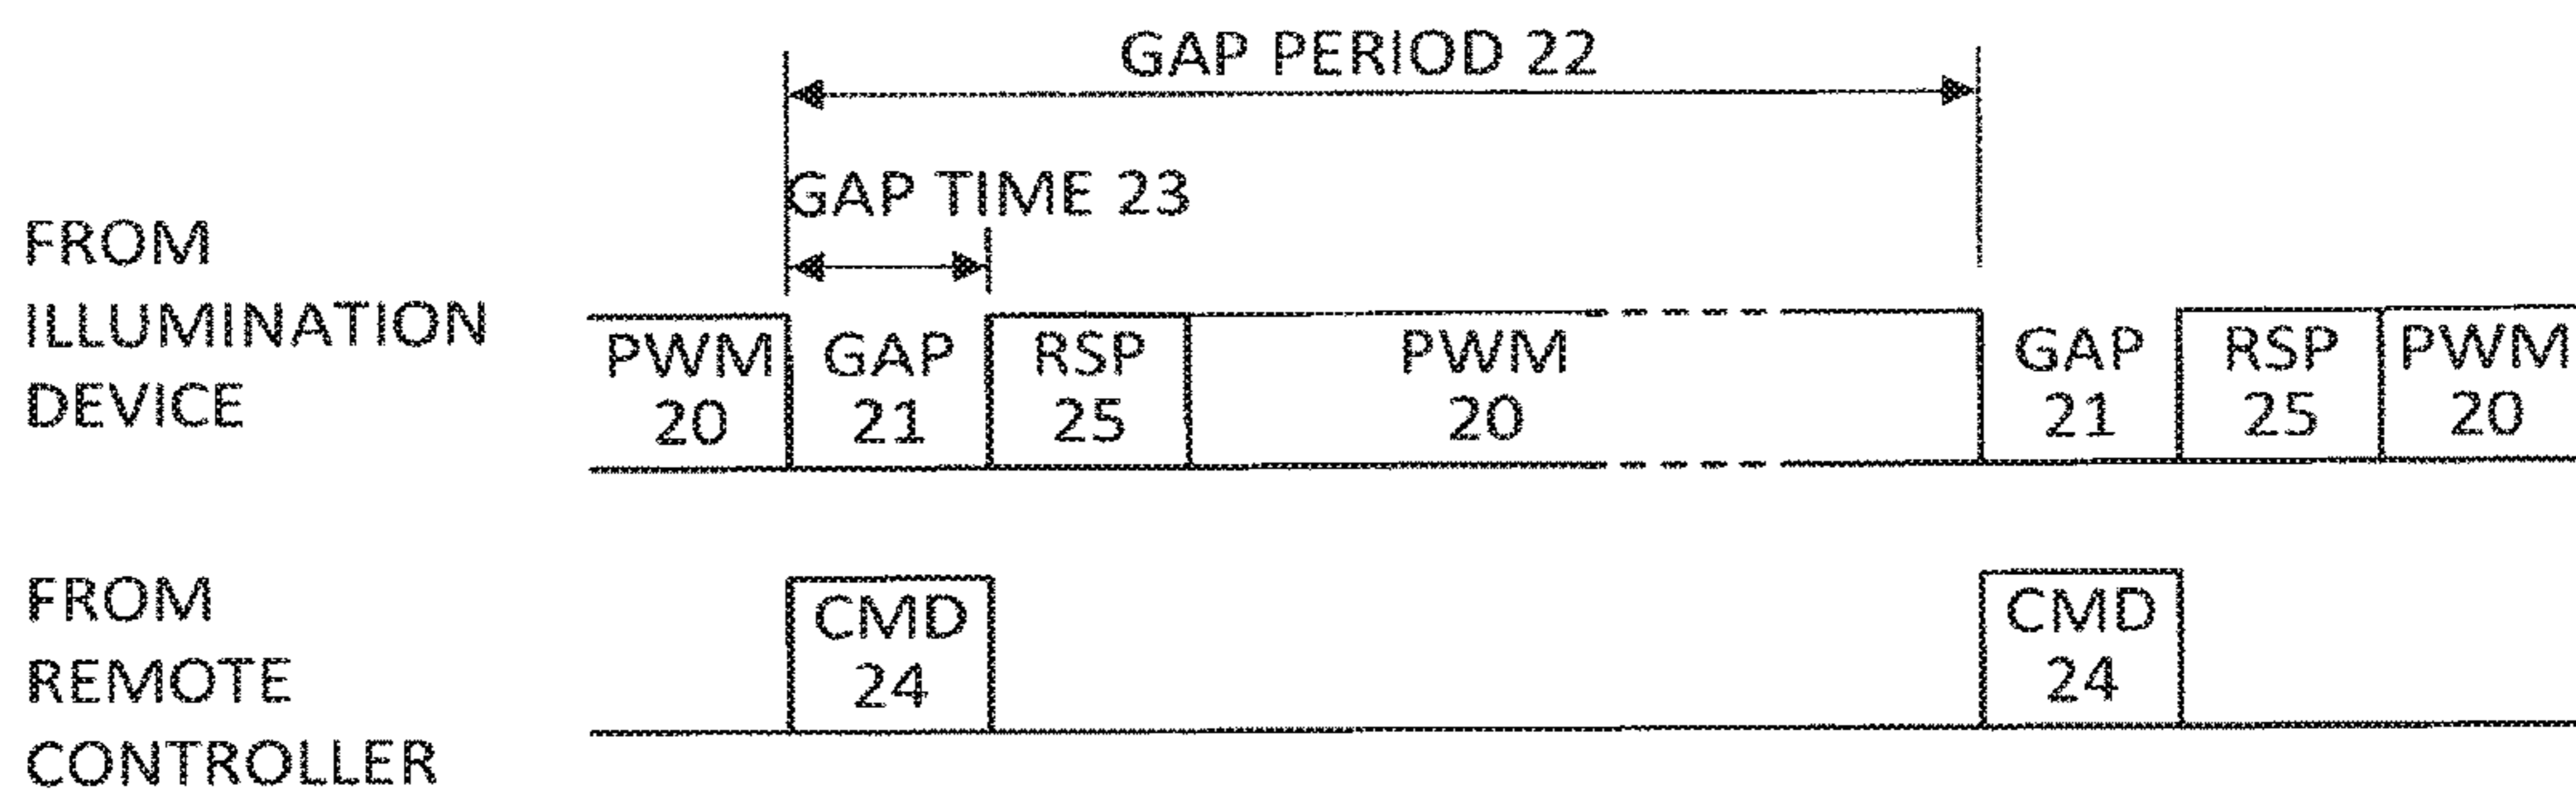 GAP PERIOD 22
GAP TIME 23
FROM
ILLUMINATION
DEVICE
PWM
20
GAP
21
RSP
25
PWM
20
GAP
21
RSP
25
PWM
20
FROM
REMOTE
CONTROLLER
CMD
24
CMD
24